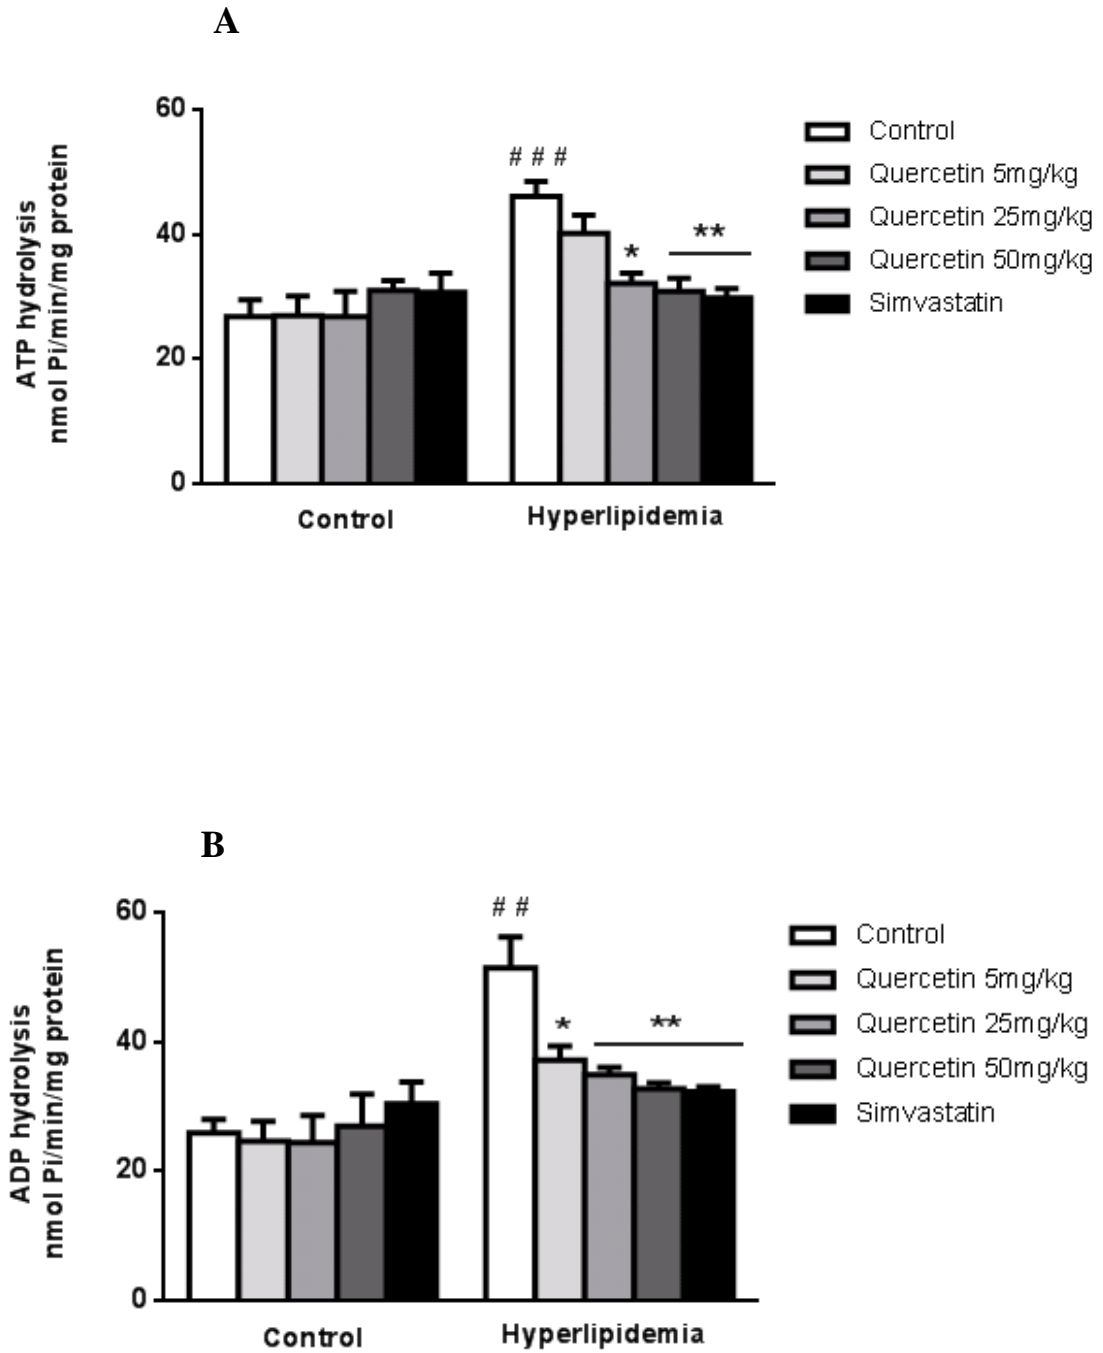 A
60
40
20
0
ATP hydrolysis
nmol Pi/min/mg protein
# # #
*
**
Control
Hyperlipidemia
Control
Quercetin 5mg/kg
Quercetin 25mg/kg
Quercetin 50mg/kg
Simvastatin
B
60
40
20
0
ADP hydrolysis
nmol Pi/min/mg protein
# #
*
**
Control
Hyperlipidemia
Control
Quercetin 5mg/kg
Quercetin 25mg/kg
Quercetin 50mg/kg
Simvastatin